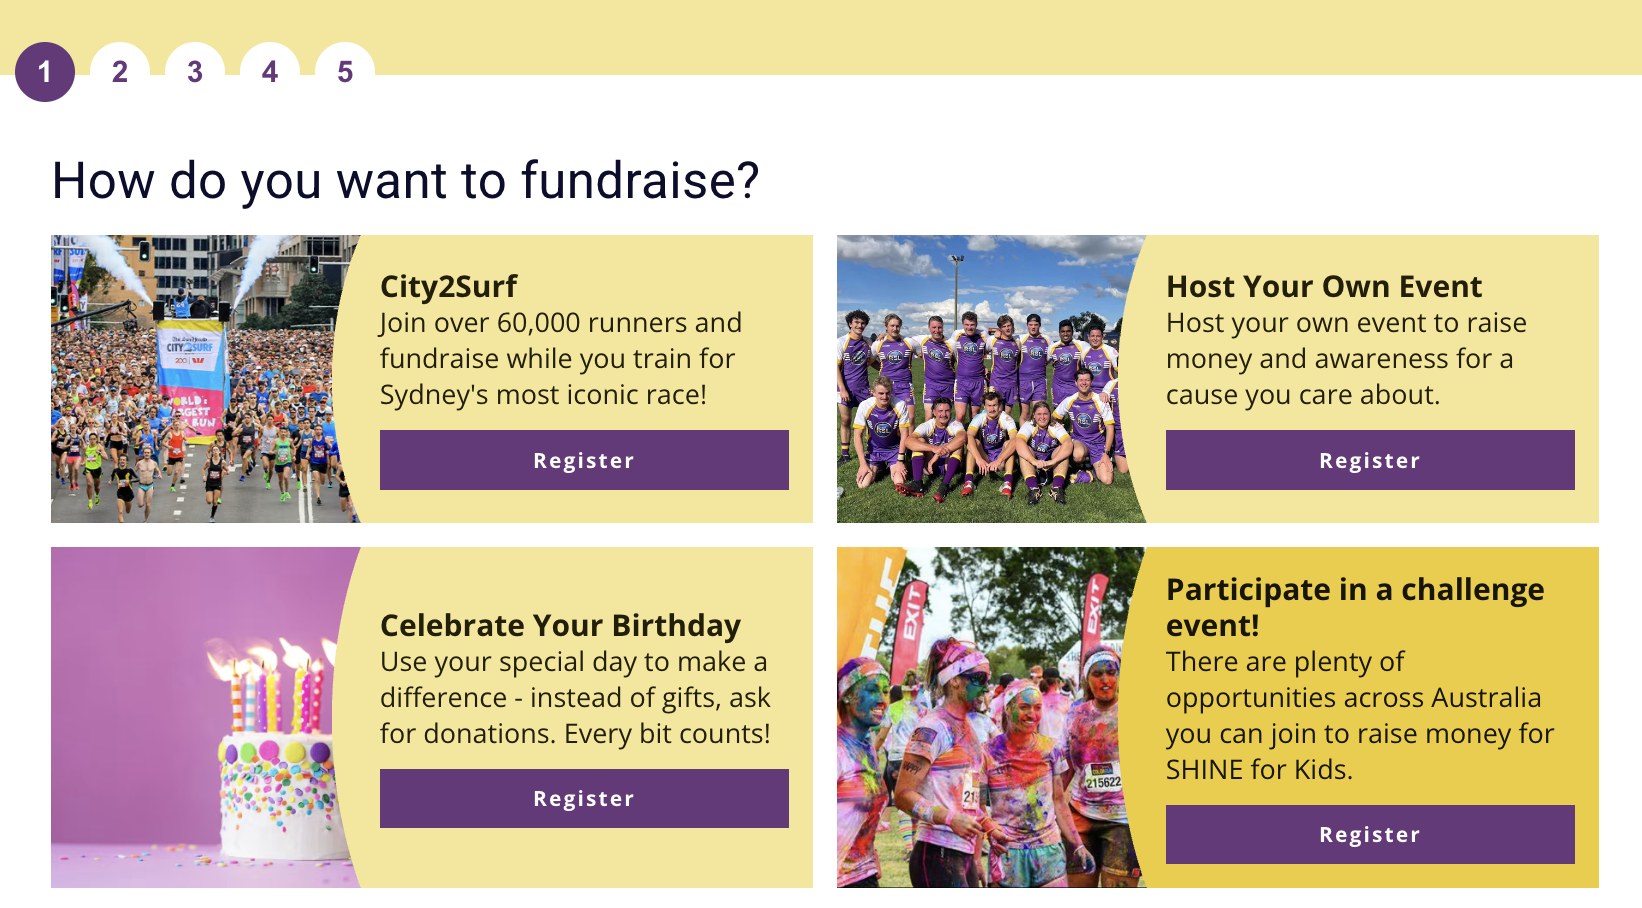 1 2 3 4 5
How do you want to fundraise?
CITY2SURF
City2Surf
Join over 60,000 runners and
fundraise while you train for
Sydney's most iconic race!
Register
Host Your Own Event
Host your own event to raise
money and awareness for a
cause you care about.
Register
Celebrate Your Birthday
Use your special day to make a
difference - instead of gifts, ask
for donations. Every bit counts!
Register
EXIT
EXIT
215622
Participate in a challenge
event!
There are plenty of
opportunities across Australia
you can join to raise money for
SHINE for Kids.
Register